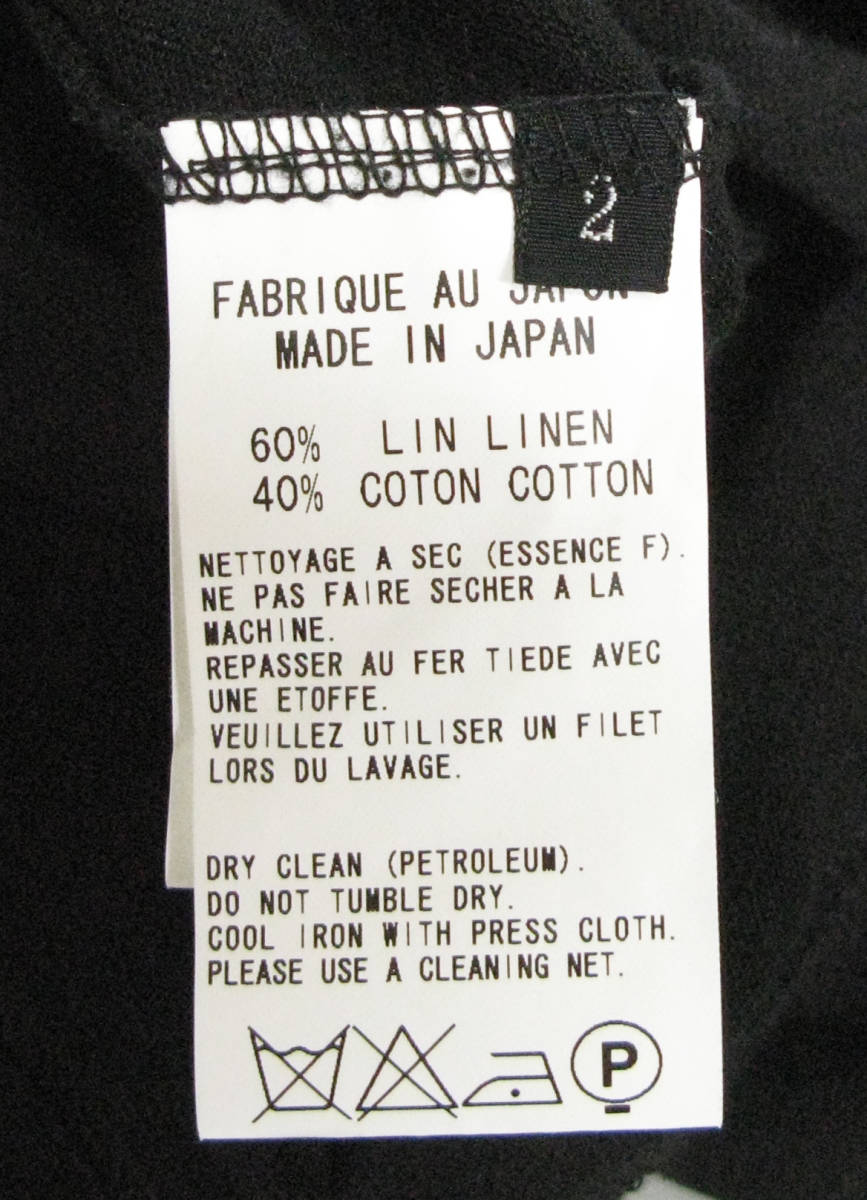 2
FABRIQUE AU JAPON
MADE IN JAPAN
60% LIN LINEN
40% COTON COTTON
NETTOYAGE A SEC (ESSENCE F).
NE PAS FAIRE SECHER A LA
MACHINE.
REPASSER AU FER TIEDE AVEC
UNE ETOFFE.
VEUILLEZ UTILISER UN FILET
LORS DU LAVAGE.
DRY CLEAN (PETROLEUM).
DO NOT TUMBLE DRY.
COOL IRON WITH PRESS CLOTH.
PLEASE USE A CLEANING NET.
P